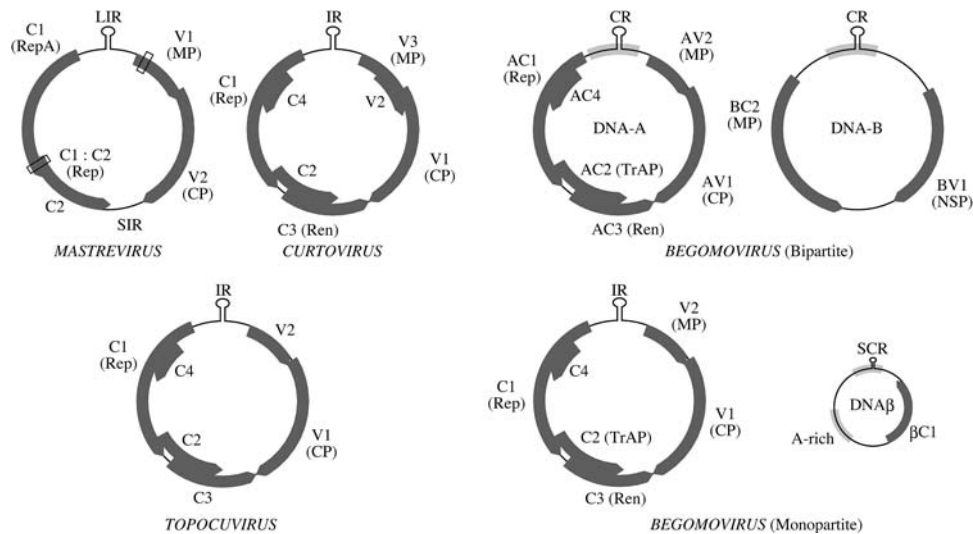 LIR
C1
(RepA)
V1
(MP)
C1 : C2
(Rep)
C2
V2
(CP)
SIR
MASTREVIRUS
IR
V3
(MP)
C1
(Rep)
C4
V2
C2
V1
(CP)
C3 (Ren)
CURTOVIRUS
CR
AC1
(Rep)
AV2
(MP)
AC4
DNA-A
AC2 (TrAP)
AV1
(CP)
AC3 (Ren)
CR
BC2
(MP)
DNA-B
BV1
(NSP)
BEGOMOVIRUS (Bipartite)
IR
V2
C1
(Rep)
C4
C2
V1
(CP)
C3
TOPOCUVIRUS
IR
V2
(MP)
C4
C1
(Rep)
C2 (TrAP)
V1
(CP)
C3 (Ren)
SCR
DNAβ
A-rich
βC1
BEGOMOVIRUS (Monopartite)